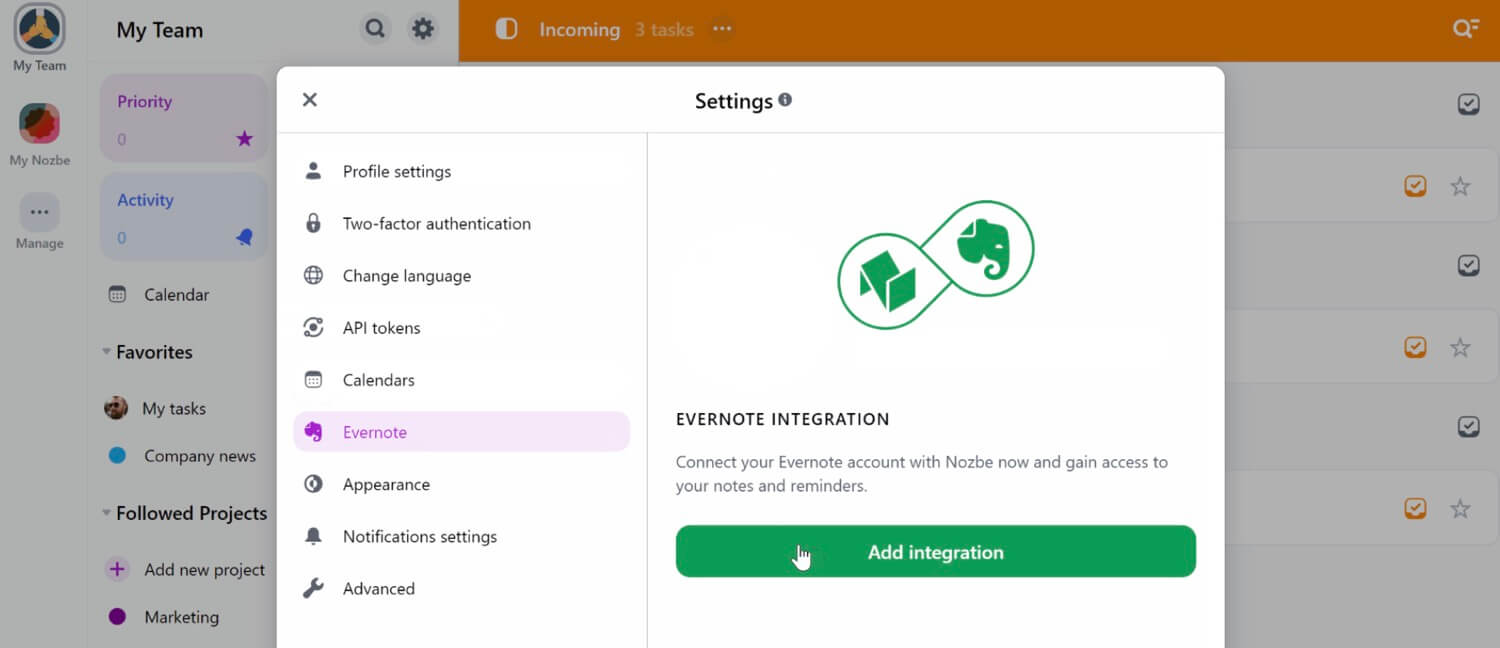 My Team
My Nozbe
Manage
My Team
Priority
0
Activity
0
Calendar
Favorites
My tasks
Company news
Followed Projects
Add new project
Marketing
Incoming 3 tasks
Settings
Profile settings
Two-factor authentication
Change language
API tokens
Calendars
Evernote
Appearance
Notifications settings
Advanced
EVERNOTE INTEGRATION
Connect your Evernote account with Nozbe now and gain access to
your notes and reminders.
Add integration